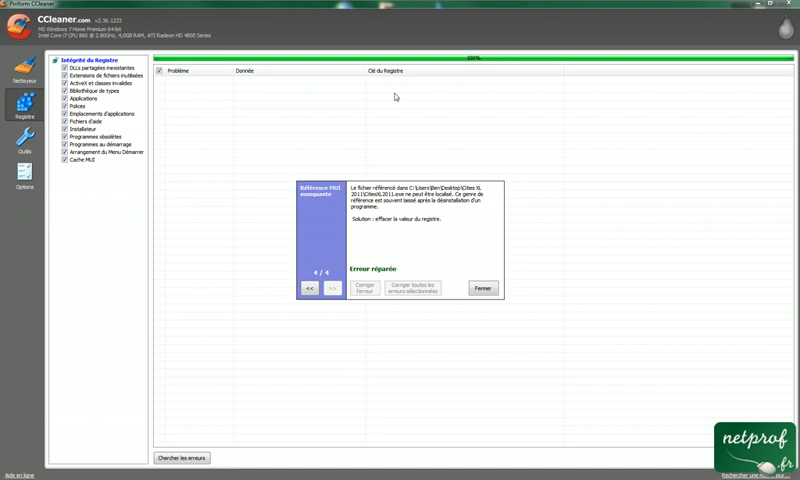 Piriform CCleaner
CCleaner.com v2.36.1233
MS Windows 7 Home Premium 64-bit
Intel Core i7 CPU 860 @ 2.80GHz, 4,0GB RAM, ATI Radeon HD 4800 Series
Nettoyeur
Registre
Outils
Options
Intégrité du Registre
DLLs partagées inexistantes
Extensions de fichiers inutilisées
ActiveX et classes invalides
Bibliothèque de types
Applications
Polices
Emplacements d'applications
Fichiers d'aide
Installateur
Programmes obsolètes
Programmes au démarrage
Arrangement du Menu Démarrer
Cache MUI
100%
Problème Donnée Clé du Registre
Référence MUI
manquante
4 / 4
<< >>
Le fichier référencé dans C:\Users\Ben\Desktop\Cities XL
2011\CitiesXL2011.exe ne peut être localisé. Ce genre de
référence est souvent laissé après la désinstallation d'un
programme.
Solution : effacer la valeur du registre.
Erreur réparée
Corriger
l'erreur
Corriger toutes les
erreurs sélectionnées
Fermer
Chercher les erreurs
Aide en ligne
netprof
.fr
Rechercher une